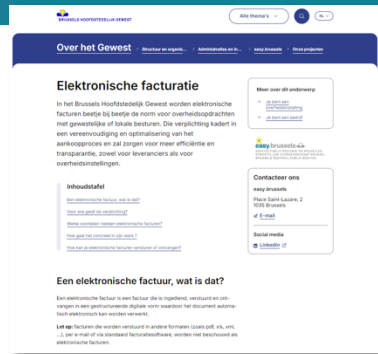 BRUSSELS HOOFDSTEDELIJK GEWEST
Alle thema's
NL
Over het Gewest
Structuur en organis...
Administraties en in...
easy.brussels
Onze projecten
Elektronische facturatie
In het Brussels Hoofdstedelijk Gewest worden elektronische
facturen beetje bij beetje de norm voor overheidsopdrachten
met gewestelijke of lokale besturen. Die verplichting kadert in
een vereenvoudiging en optimalisering van het
aankoopproces en zal zorgen voor meer efficiëntie en
transparantie, zowel voor leveranciers als voor
overheidsinstellingen.
Meer over dit onderwerp
Je bent een
overheidsinstelling
Je bent een bedrijf
easy.brussels
Contacteer ons
easy.brussels
Place Saint-Lazare, 2
1035 Brussels
E-mail
Social media
LinkedIn
Inhoudstafel
Een elektronische factuur, wat is dat?
Voor wie geldt de verplichting?
Welke voordelen hebben elektronische facturen?
Hoe gaat het concreet in zijn werk ?
Hoe kan je elektronische facturen versturen of ontvangen?
Een elektronische factuur, wat is dat?
Een elektronische factuur is een factuur die is ingediend, verstuurd en ont-
vangen in een gestructureerde digitale vorm waardoor het document automa-
tisch elektronisch kan worden verwerkt.
Let op: facturen die worden verstuurd in andere formaten (zoals pdf, xls, xml,
...), per e-mail of via standaard facturatiesoftware, worden niet beschouwd als
elektronische facturen.